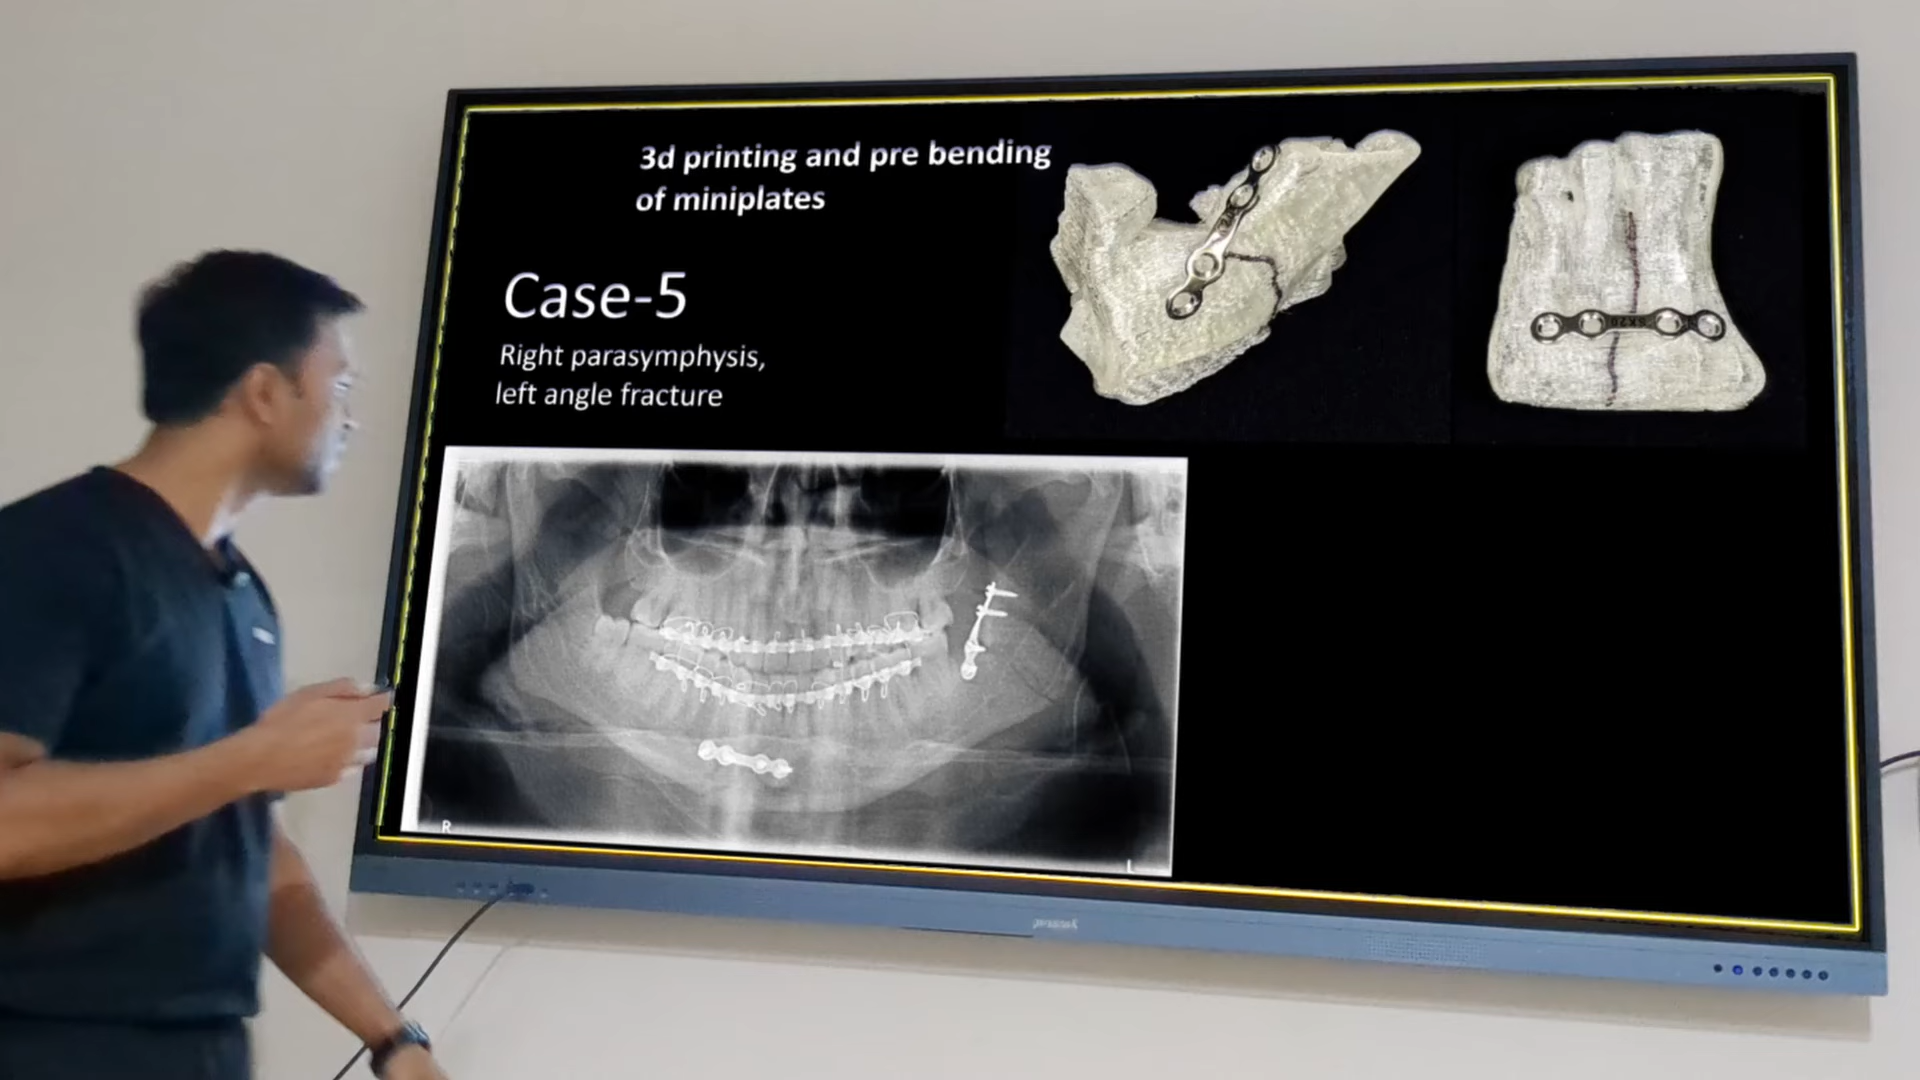 3d printing and pre bending
of miniplates
Case-5
Right parasymphysis,
left angle fracture
R
L